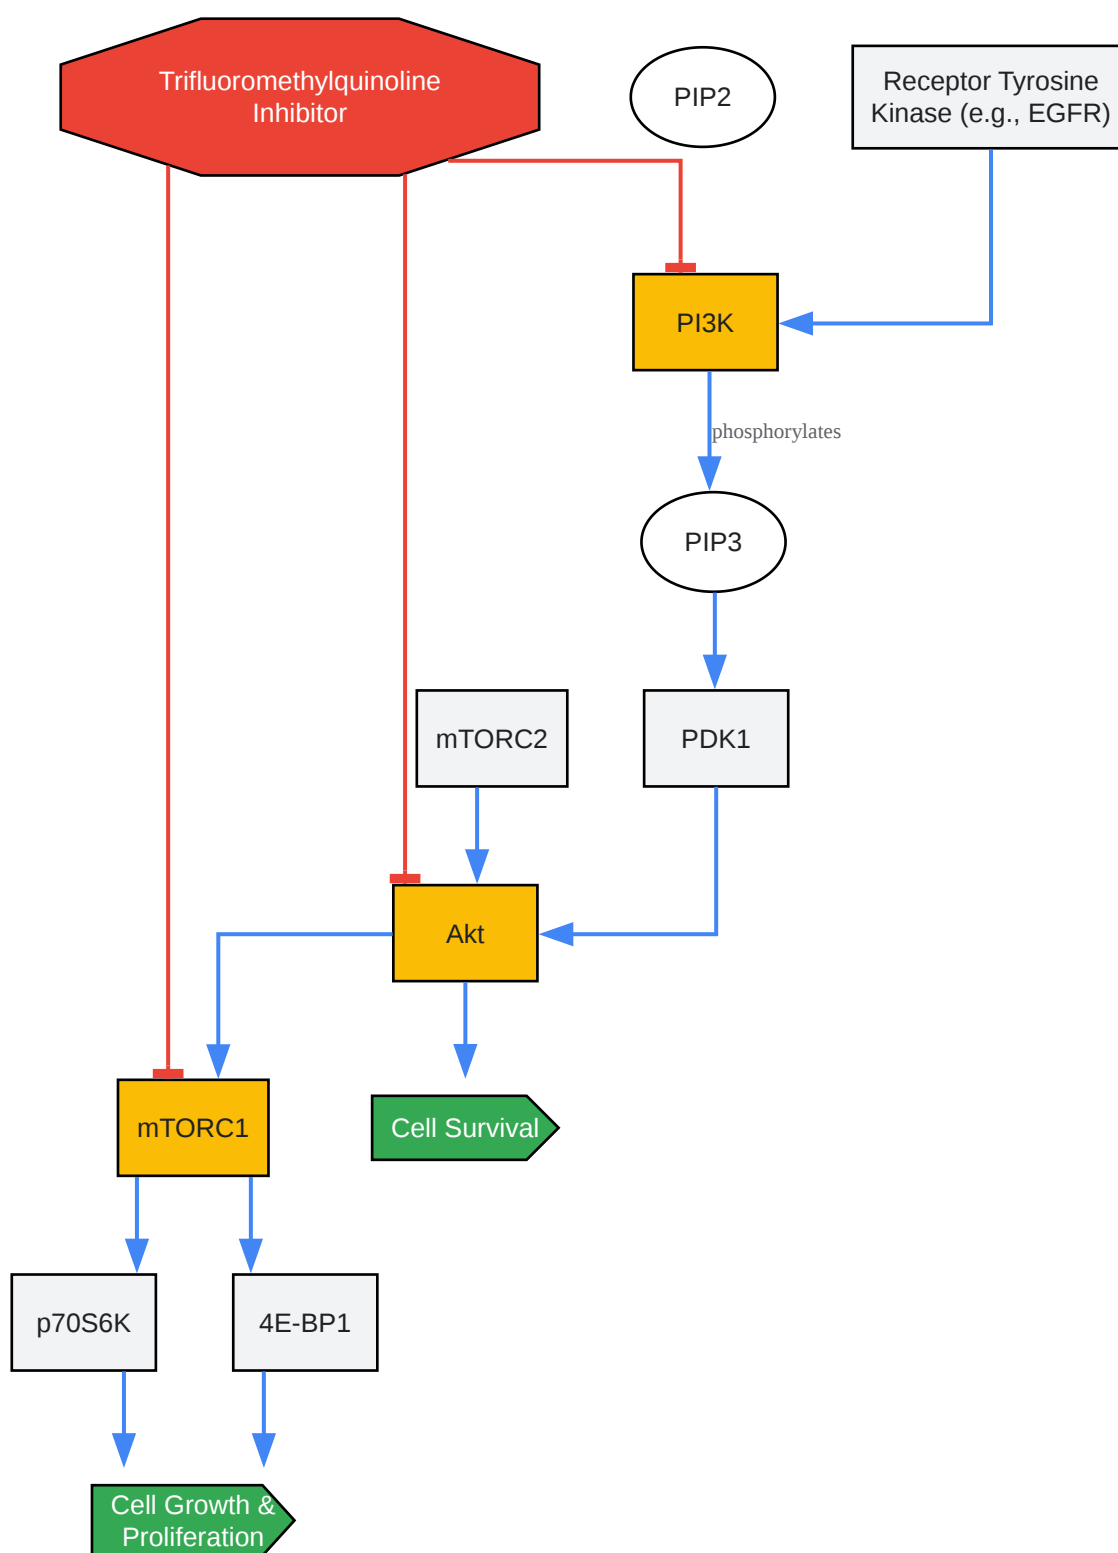 Trifluoromethylquinoline
Inhibitor
PIP2
Receptor Tyrosine
Kinase (e.g., EGFR)
PI3K
phosphorylates
PIP3
mTORC2
PDK1
Akt
mTORC1
Cell Survival
p70S6K
4E-BP1
Cell Growth &
Proliferation